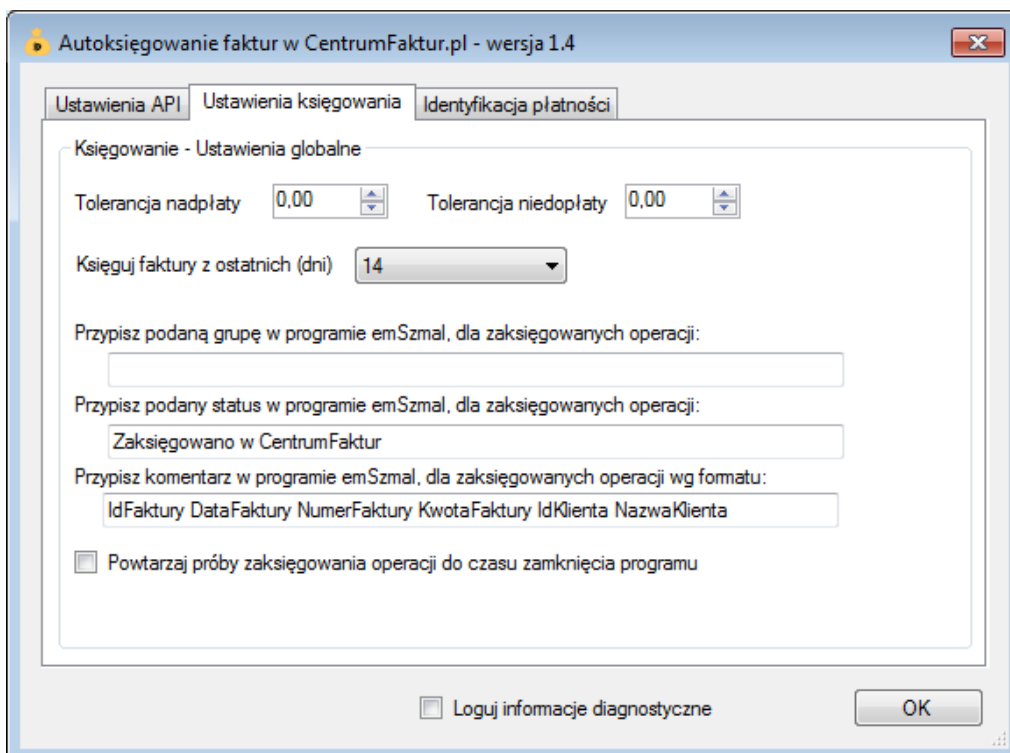 Autoksięgowanie faktur w CentrumFaktur.pl - wersja 1.4
Ustawienia API Ustawienia księgowania Identyfikacja płatności
Księgowanie - Ustawienia globalne
Tolerancja nadpłaty 0,00 Tolerancja niedopłaty 0,00
Księguj faktury z ostatnich (dni) 14
Przypisz podaną grupę w programie emSzmal, dla zaksięgowanych operacji:
Przypisz podany status w programie emSzmal, dla zaksięgowanych operacji:
Zaksięgowano w CentrumFaktur
Przypisz komentarz w programie emSzmal, dla zaksięgowanych operacji wg formatu:
IdFaktury DataFaktury NumerFaktury KwotaFaktury IdKlienta NazwaKlienta
Powtarzaj próby zaksięgowania operacji do czasu zamknięcia programu
Loguj informacje diagnostyczne OK